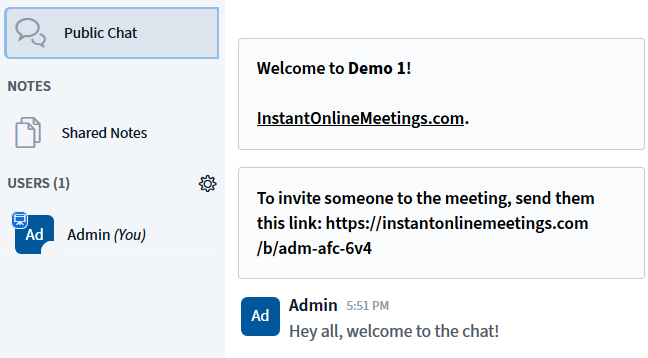 Public Chat
NOTES
Shared Notes
USERS (1)
Ad
Admin (You)
Welcome to Demo 1!
InstantOnlineMeetings.com.
To invite someone to the meeting, send them
this link: https://instantonlinemeetings.com
/b/adm-afc-6v4
Ad
Admin 5:51 PM
Hey all, welcome to the chat!